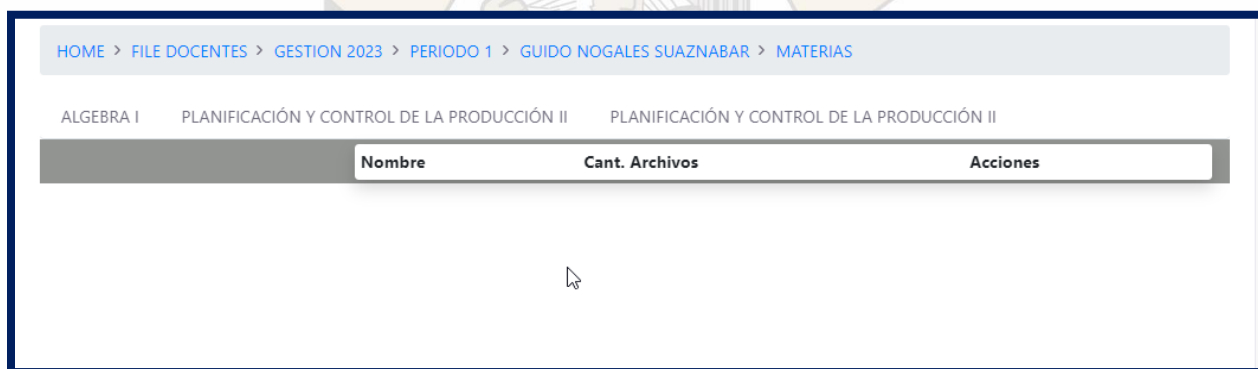 HOME > FILE DOCENTES > GESTION 2023 > PERIODO 1 > GUIDO NOGALES SUAZNABAR > MATERIAS
ALGEBRA I PLANIFICACIÓN Y CONTROL DE LA PRODUCCIÓN II PLANIFICACIÓN Y CONTROL DE LA PRODUCCIÓN II
Nombre Cant. Archivos Acciones